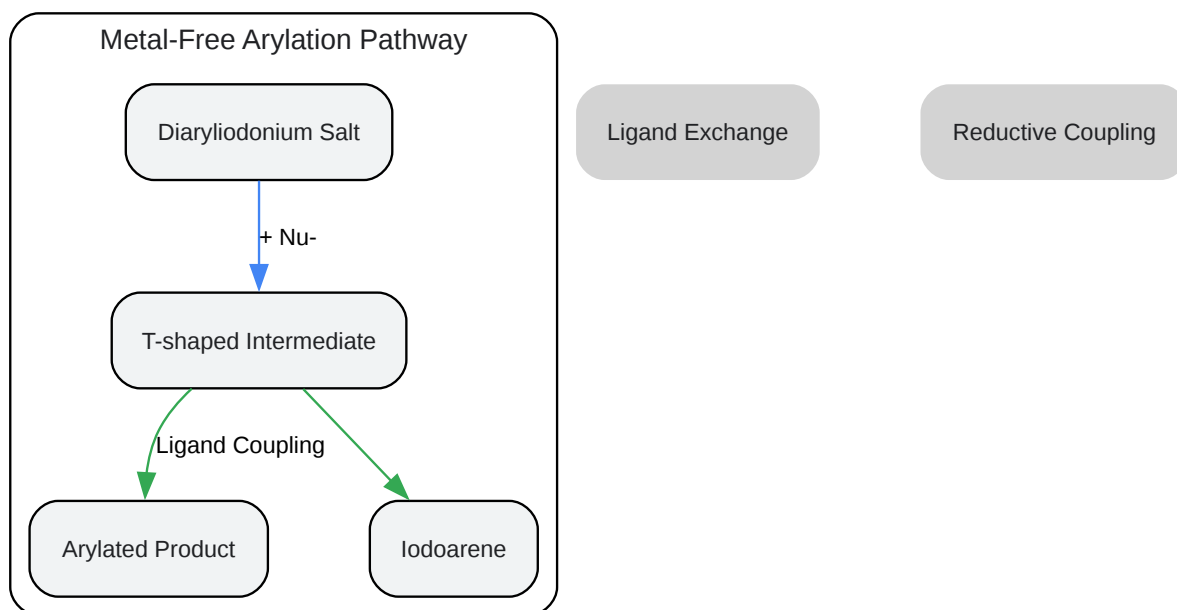 Metal-Free Arylation Pathway
Diaryliodonium Salt
Ligand Exchange
Reductive Coupling
+ Nu-
T-shaped Intermediate
Ligand Coupling
Arylated Product
Iodoarene